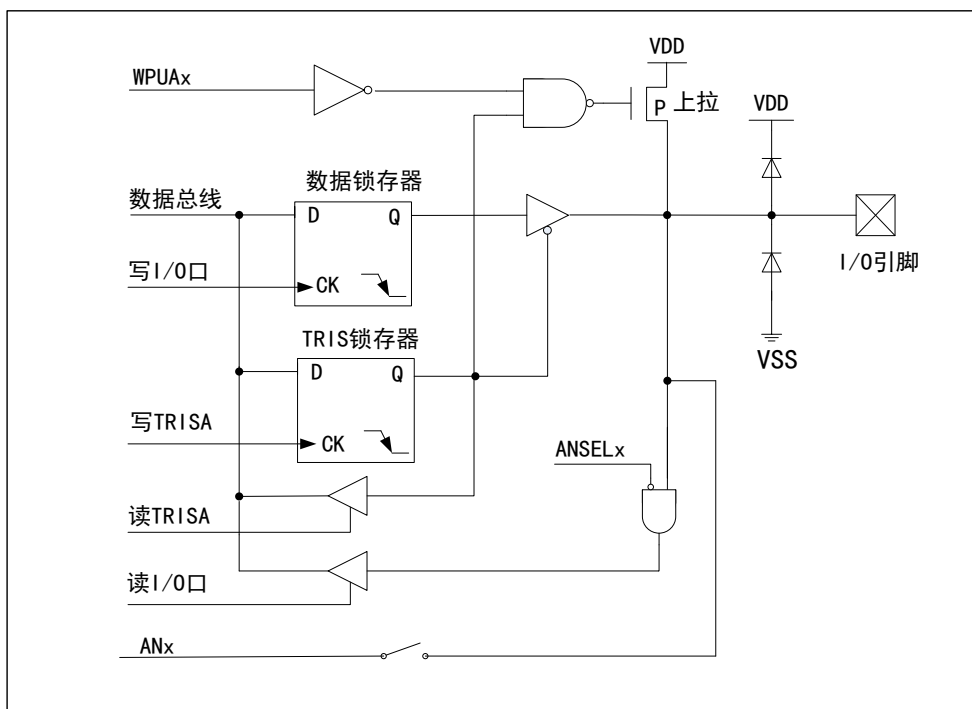 VDD
WPUAx
P 上拉
VDD
数据锁存器
数据总线
D Q
写I/O口
CK
I/O引脚
TRIS锁存器
VSS
D Q
写TRISA
CK
ANSELx
读TRISA
读I/O口
ANx